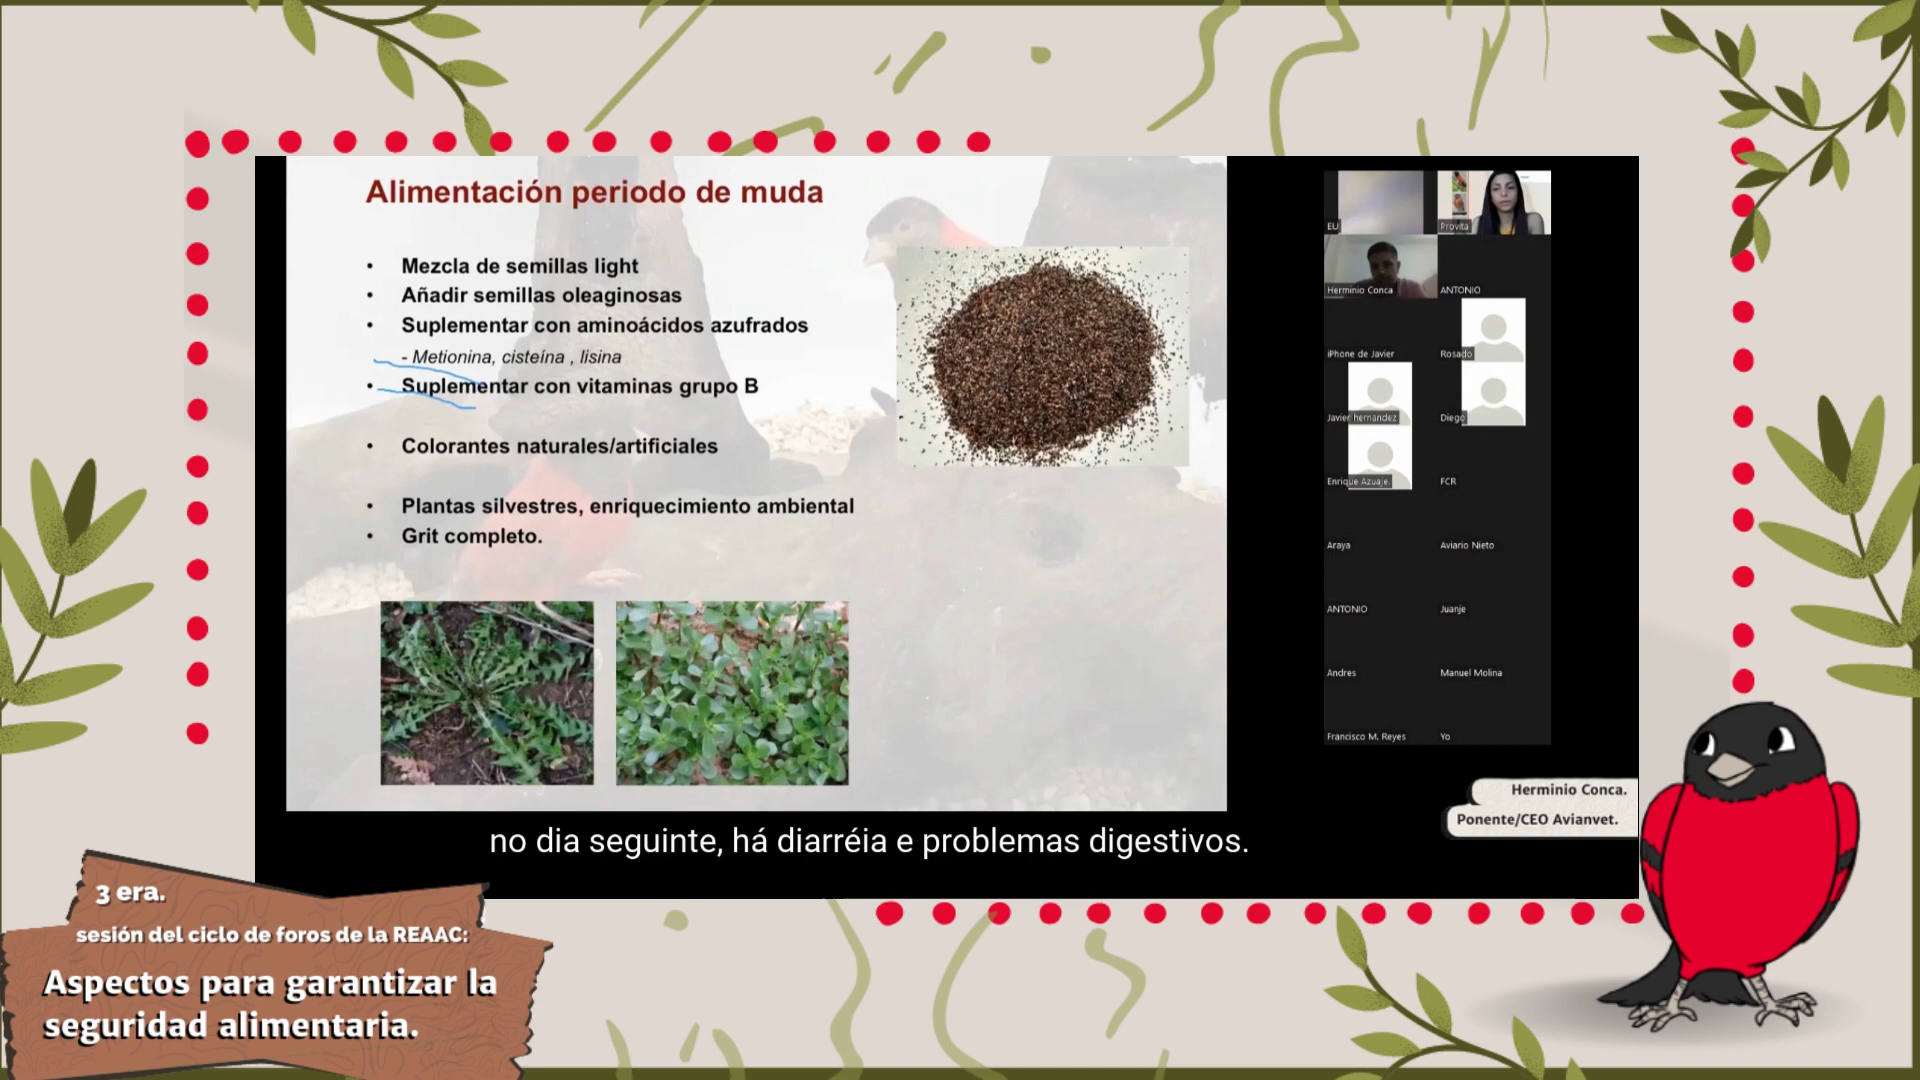 Alimentación periodo de muda
• Mezcla de semillas light
• Añadir semillas oleaginosas
• Suplementar con aminoácidos azufrados
- Metionina, cisteína , lisina
• Suplementar con vitaminas grupo B
• Colorantes naturales/artificiales
• Plantas silvestres, enriquecimiento ambiental
• Grit completo.
EU
Provita
Herminio Conca
ANTONIO
iPhone de Javier
Rosado
Javier hernandez
Diego
Enrique Azuaje.
FCR
Araya
Aviario Nieto
ANTONIO
Juanje
Andres
Manuel Molina
Francisco M. Reyes
Yo
Herminio Conca.
Ponente/CEO Avianvet.
no dia seguinte, há diarréia e problemas digestivos.
3 era.
sesión del ciclo de foros de la REAAC:
Aspectos para garantizar la
seguridad alimentaria.